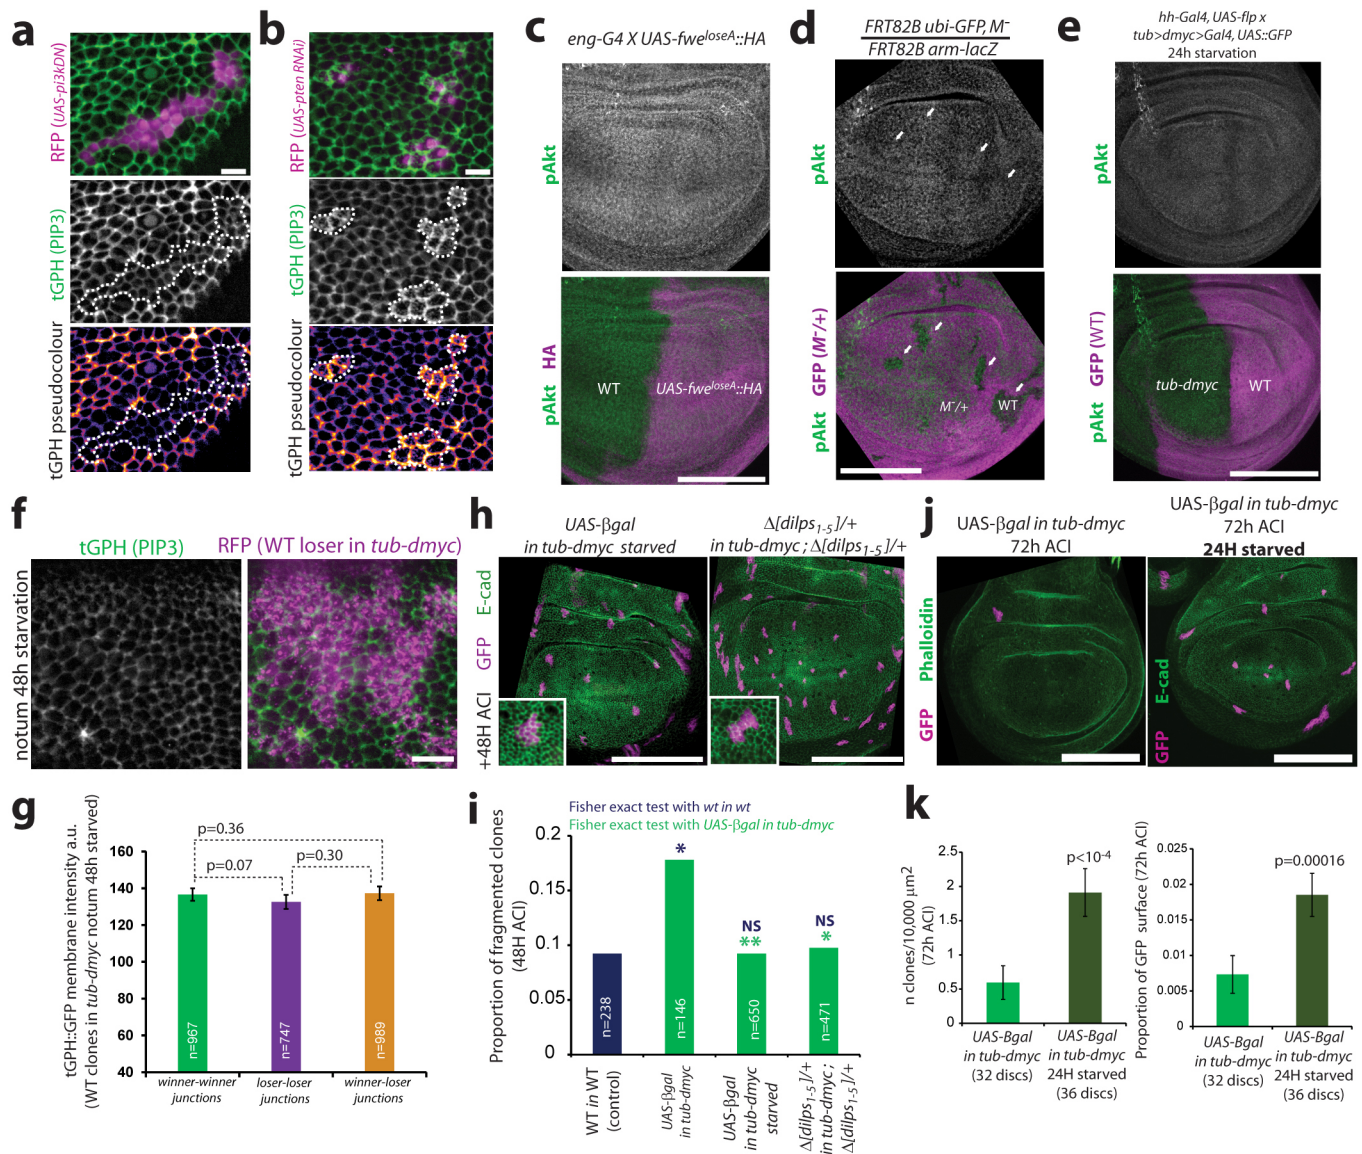 a
RFP (UAS-pi3kDN)
tGPH (PIP3)
tGPH pseudocolour
b
RFP (UAS-pten RNAi)
tGPH (PIP3)
tGPH pseudocolour
c
eng-G4 X UAS-fwe^loseA::HA
pAkt
pAkt HA
WT
UAS-fwe^loseA::HA
d
FRT82B ubi-GFP, M⁻
FRT82B arm-lacZ
pAkt
pAkt GFP (M⁻/+)
M⁻/+
WT
e
hh-Gal4, UAS-flp x
tub>dmyc>Gal4, UAS::GFP
24h starvation
pAkt
pAkt GFP (WT)
tub-dmyc
WT
f
tGPH (PIP3)
RFP (WT loser in tub-dmyc)
notum 48h starvation
g
tGPH::GFP membrane intensity a.u.
(WT clones in tub-dmyc notum 48h starved)
160
140
120
100
80
60
40
p=0.36
p=0.07
p=0.30
n=967
n=747
n=989
winner-winner
junctions
loser-loser
junctions
winner-loser
junctions
h
UAS-βgal
in tub-dmyc starved
Δ[dilps₁₋₅]/+
in tub-dmyc ; Δ[dilps₁₋₅]/+
+48H ACI GFP E-cad
i
Fisher exact test with wt in wt
Fisher exact test with UAS-βgal in tub-dmyc
Proportion of fragmented clones
(48H ACI)
0.2
0.15
0.1
0.05
0
*
NS
**
NS
*
n=238
n=146
n=650
n=471
WT in WT
(control)
UAS-βgal
in tub-dmyc
UAS-βgal
in tub-dmyc
starved
Δ[dilps₁₋₅]/+
in tub-dmyc ;
Δ[dilps₁₋₅]/+
j
UAS-βgal in tub-dmyc
72h ACI
UAS-βgal in tub-dmyc
72h ACI
24H starved
GFP Phalloidin
GFP E-cad
k
n clones/10,000 µm2
(72h ACI)
2.5
2
1.5
1
0.5
0
p<10⁻⁴
UAS-Bgal
in tub-dmyc
(32 discs)
UAS-Bgal
in tub-dmyc
24H starved
(36 discs)
Proportion of GFP surface (72h ACI)
0.025
0.02
0.015
0.01
0.005
0
p=0.00016
UAS-Bgal
in tub-dmyc
(32 discs)
UAS-Bgal
in tub-dmyc
24H starved
(36 discs)